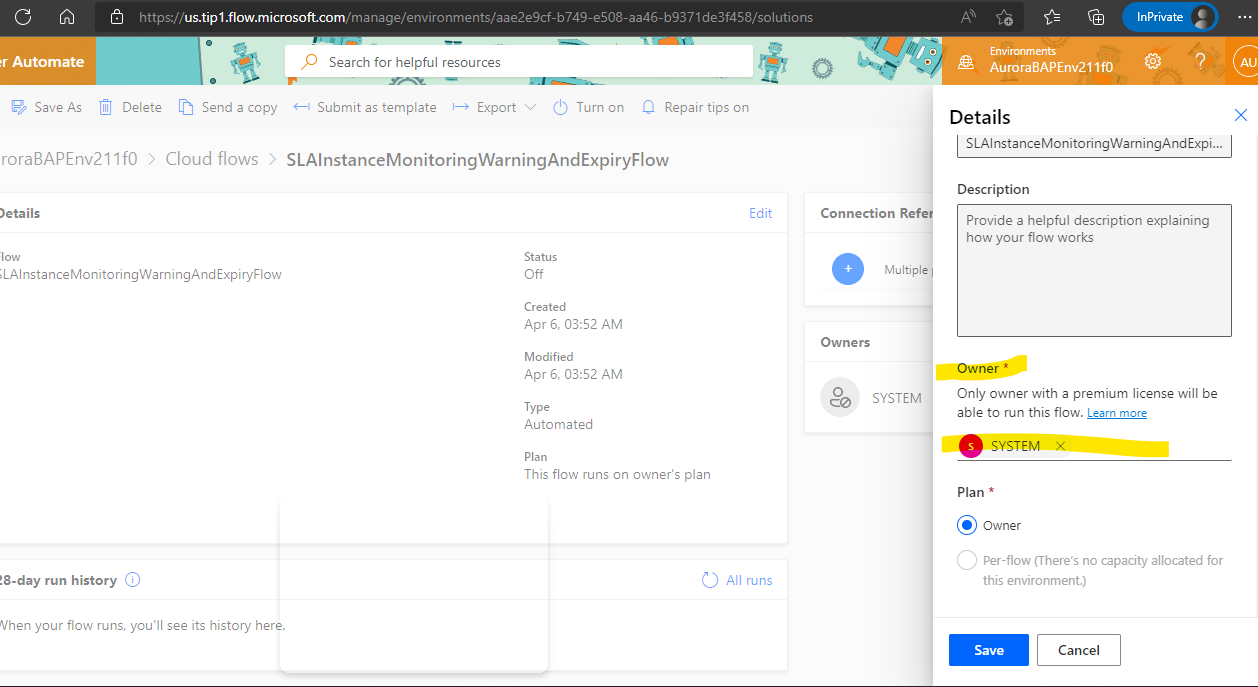 https://us.tip1.flow.microsoft.com/manage/environments/aae2e9cf-b749-e508-aa46-b9371de3f458/solutions
InPrivate
er Automate
Search for helpful resources
Environments
AuroraBAPEnv211f0
AU
Save As
Delete
Send a copy
Submit as template
Export
Turn on
Repair tips on
roraBAPEnv211f0 > Cloud flows > SLAInstanceMonitoringWarningAndExpiryFlow
Details
Edit
Flow
SLAInstanceMonitoringWarningAndExpiryFlow
Status
Off
Created
Apr 6, 03:52 AM
Modified
Apr 6, 03:52 AM
Type
Automated
Plan
This flow runs on owner's plan
28-day run history
All runs
When your flow runs, you'll see its history here.
Connection Refer
+
Multiple p
Owners
SYSTEM
Details
SLAInstanceMonitoringWarningAndExpi...
Description
Provide a helpful description explaining
how your flow works
Owner *
Only owner with a premium license will be
able to run this flow. Learn more
S SYSTEM
Plan *
Owner
Per-flow (There's no capacity allocated for
this environment.)
Save
Cancel